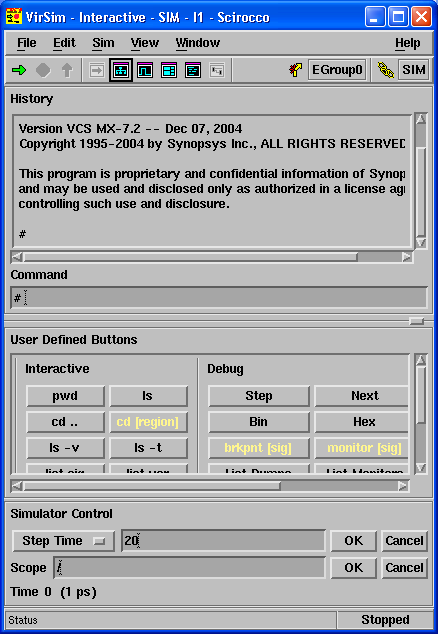 VirSim - Interactive - SIM - I1 - Scirocco
File Edit Sim View Window Help
EGroup0 SIM
History
Version VCS MX-7.2 -- Dec 07, 2004
Copyright 1995-2004 by Synopsys Inc., ALL RIGHTS RESERVED
This program is proprietary and confidential information of Synop
and may be used and disclosed only as authorized in a license ag
controlling such use and disclosure.
#
Command
#
User Defined Buttons
Interactive Debug
pwd ls Step Next
cd .. cd [region] Bin Hex
ls -v ls -t brkpnt [sig] monitor [sig]
list sig list var List Dumps List Monitors
Simulator Control
Step Time 20 OK Cancel
Scope / OK Cancel
Time 0 (1 ps)
Status Stopped